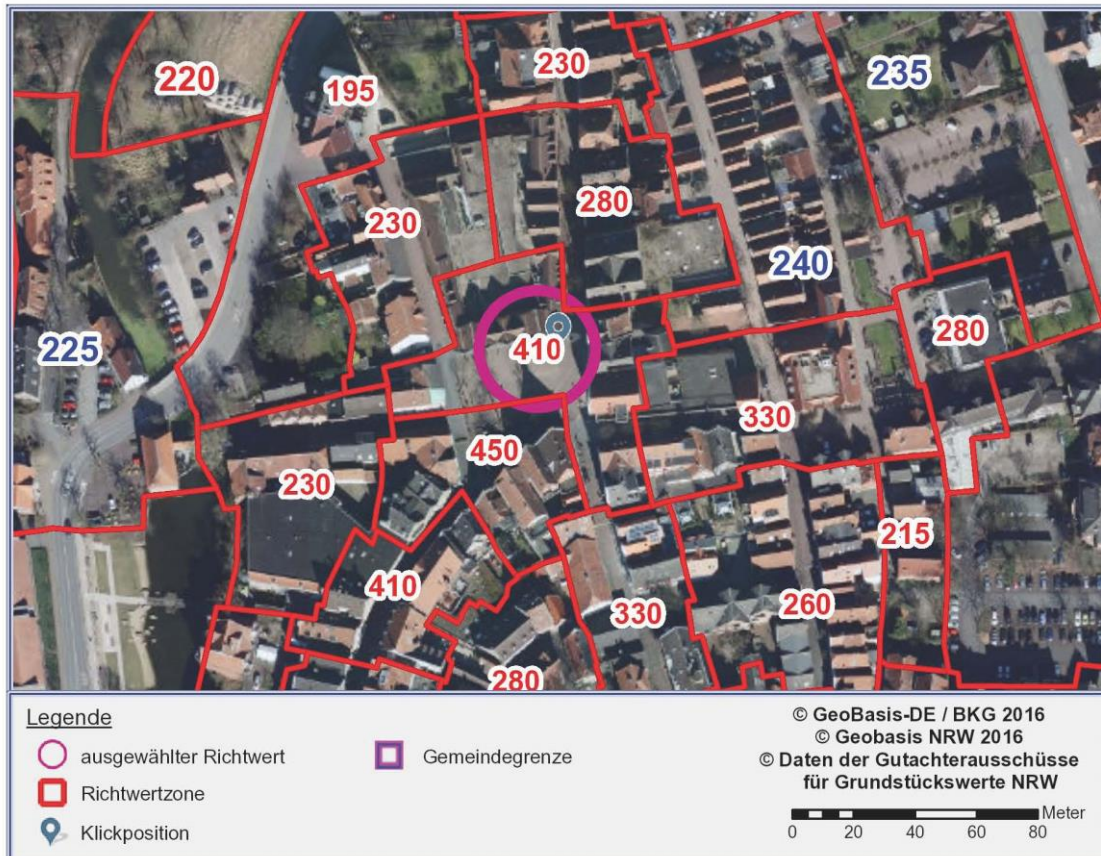 220
195
230
235
230
280
240
225
410
280
330
450
230
215
410
330
260
280
Legende
ausgewählter Richtwert
Gemeindegrenze
Richtwertzone
Klickposition
© GeoBasis-DE / BKG 2016
© Geobasis NRW 2016
© Daten der Gutachterausschüsse
für Grundstückswerte NRW
Meter
0 20 40 60 80